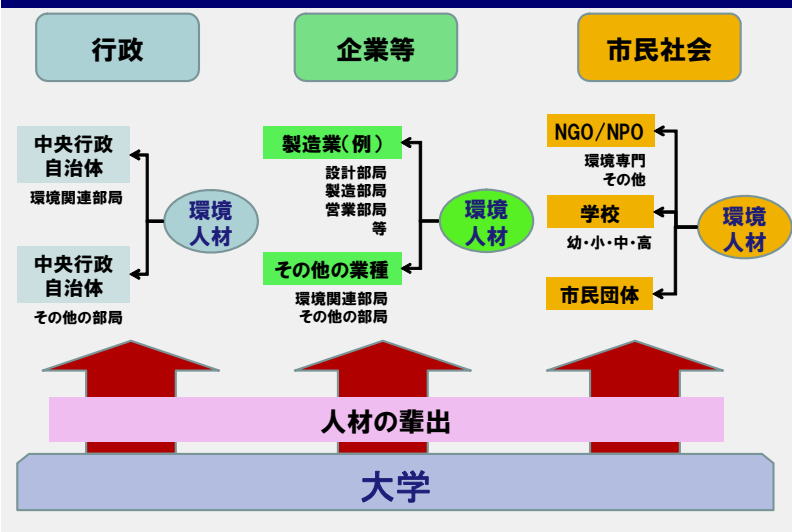 行政
企業等
市民社会
中央行政
自治体
環境関連部局
環境
人材
中央行政
自治体
その他の部局
製造業(例)
設計部局
製造部局
営業部局
等
環境
人材
その他の業種
環境関連部局
その他の部局
NGO/NPO
環境専門
その他
学校
幼・小・中・高
環境
人材
市民団体
人材の輩出
大学